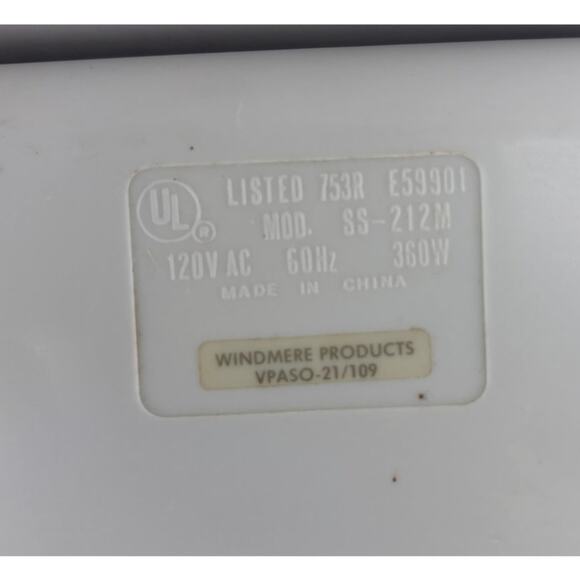 UL ® LISTED 753R E59901
MOD. SS-212M
120V AC 60Hz 360W
MADE IN CHINA
WINDMERE PRODUCTS
VPASO-21/109